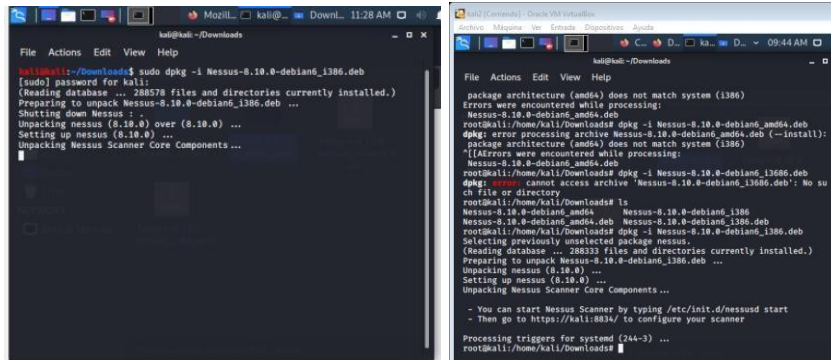 Mozill... kali@... Downl... 11:28 AM
kali@kali: ~/Downloads
File Actions Edit View Help
kali@kali:~/Downloads$ sudo dpkg -i Nessus-8.10.0-debian6_i386.deb
[sudo] password for kali:
(Reading database ... 288578 files and directories currently installed.)
Preparing to unpack Nessus-8.10.0-debian6_i386.deb ...
Shutting down Nessus : .
Unpacking nessus (8.10.0) over (8.10.0) ...
Setting up nessus (8.10.0) ...
Unpacking Nessus Scanner Core Components...
kali2 [Corriendo] - Oracle VM VirtualBox
Archivo Máquina Ver Entrada Dispositivos Ayuda
C... D... ka... D... 09:44 AM
kali@kali: ~/Downloads
File Actions Edit View Help
package architecture (amd64) does not match system (i386)
Errors were encountered while processing:
Nessus-8.10.0-debian6_amd64.deb
root@kali:/home/kali/Downloads# dpkg -i Nessus-8.10.0-debian6_amd64.deb
dpkg: error processing archive Nessus-8.10.0-debian6_amd64.deb (--install):
package architecture (amd64) does not match system (i386)
^[[AErrors were encountered while processing:
Nessus-8.10.0-debian6_amd64.deb
root@kali:/home/kali/Downloads# dpkg -i Nessus-8.10.0-debian6_i3686.deb
dpkg: error: cannot access archive 'Nessus-8.10.0-debian6_i3686.deb': No su
ch file or directory
root@kali:/home/kali/Downloads# ls
Nessus-8.10.0-debian6_amd64 Nessus-8.10.0-debian6_i386
Nessus-8.10.0-debian6_amd64.deb Nessus-8.10.0-debian6_i386.deb
root@kali:/home/kali/Downloads# dpkg -i Nessus-8.10.0-debian6_i386.deb
Selecting previously unselected package nessus.
(Reading database ... 288333 files and directories currently installed.)
Preparing to unpack Nessus-8.10.0-debian6_i386.deb ...
Unpacking nessus (8.10.0) ...
Setting up nessus (8.10.0) ...
Unpacking Nessus Scanner Core Components...
- You can start Nessus Scanner by typing /etc/init.d/nessusd start
- Then go to https://kali:8834/ to configure your scanner
Processing triggers for systemd (244-3) ...
root@kali:/home/kali/Downloads#